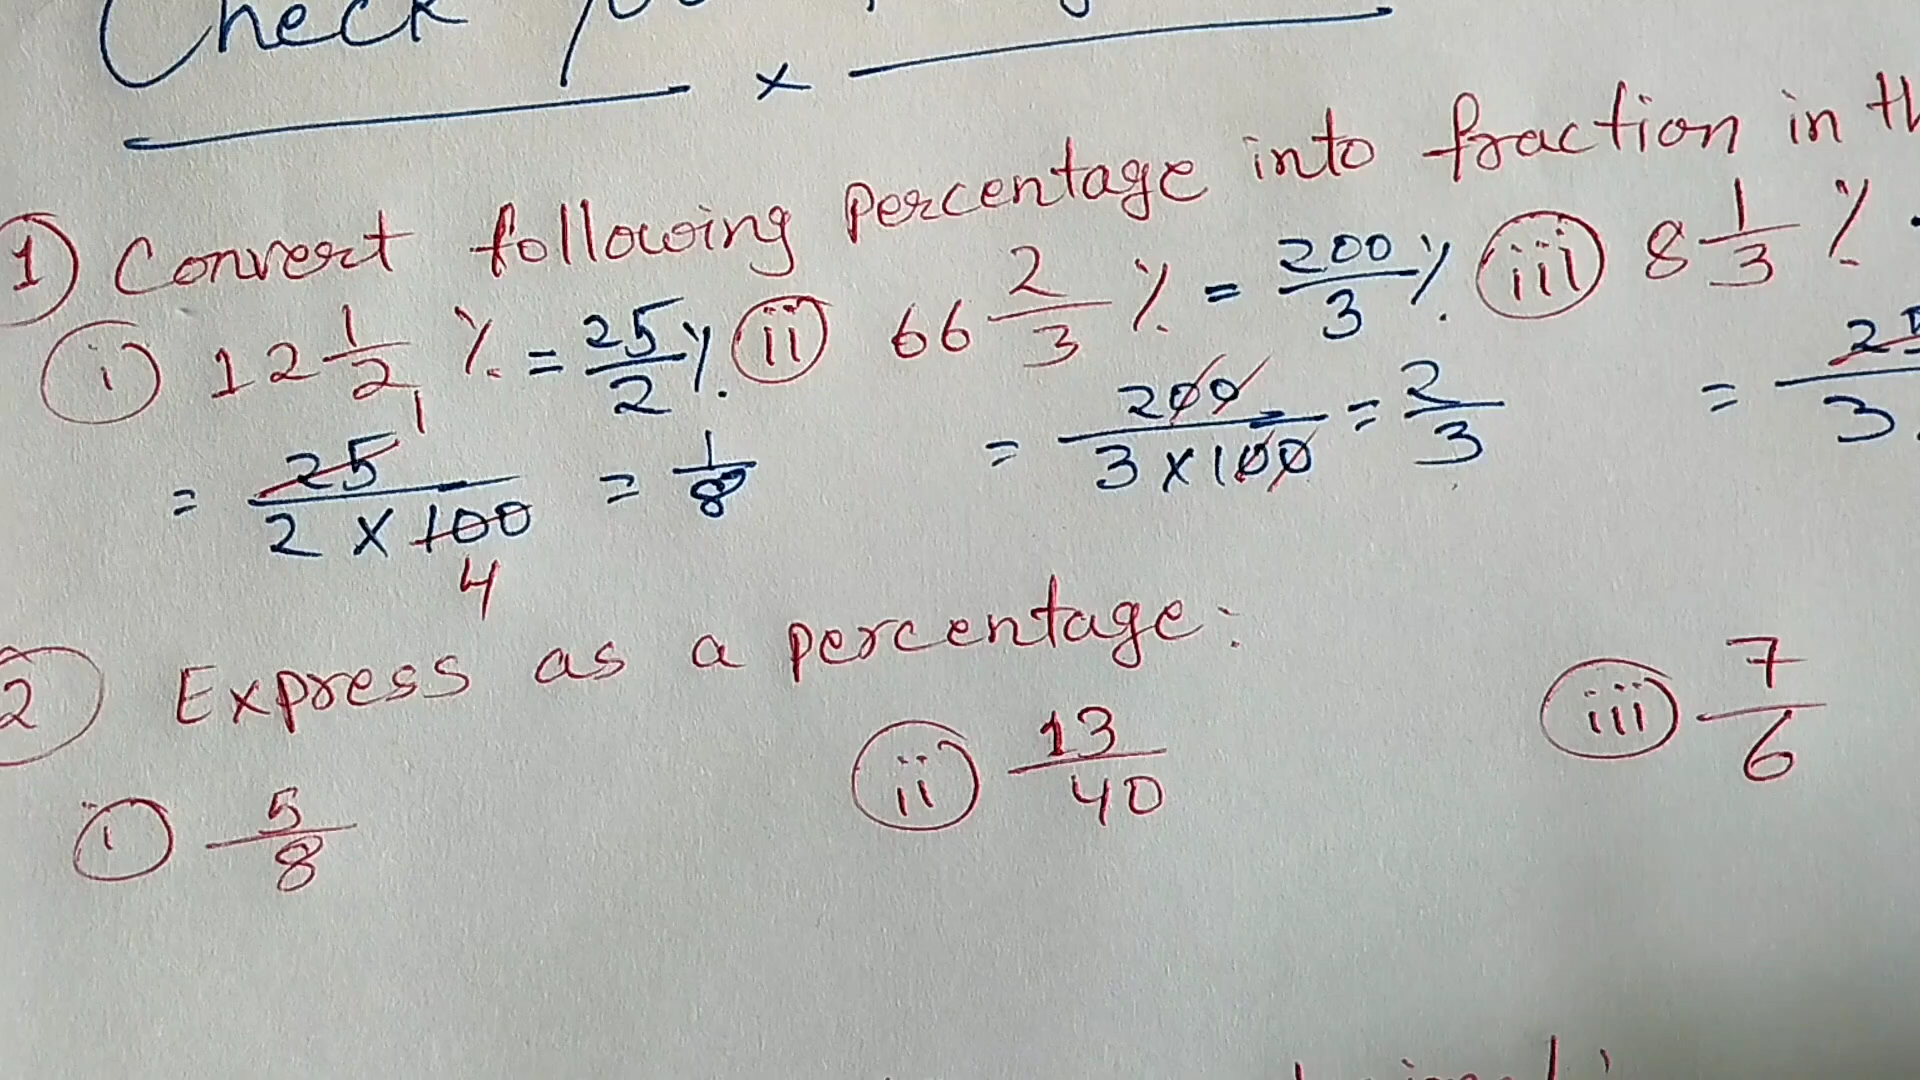 Check
×
1 Convert following percentage into fraction in th
i 12 1/2 % = 25/2 % ii 66 2/3 % = 200/3 % iii 8 1/3 %
= 25/(2 × 100) = 1/8 = 200/(3 × 100) = 2/3 = 25/3
1
4
2 Express as a percentage:
i 5/8 ii 13/40 iii 7/6